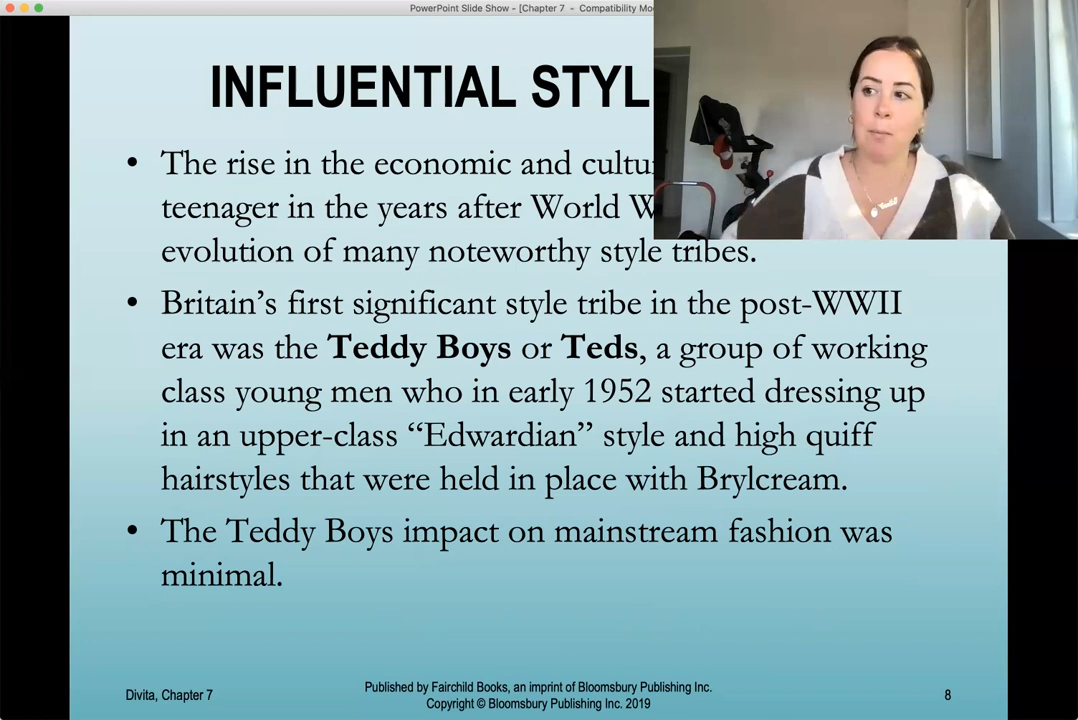 PowerPoint Slide Show - [Chapter 7 - Compatibility
INFLUENTIAL
The rise in the economic and
teenager in the years after World
evolution of many noteworthy style tribes.
• Britain’s first significant style tribe in the post-WWII
era was the Teddy Boys or Teds, a group of working
class young men who in early 1952 started dressing up
in an upper-class “Edwardian” style and high quiff
hairstyles that were held in place with Brylcream.
• The Teddy Boys impact on mainstream fashion was
minimal.
Divita, Chapter 7
Published by Fairchild Books, an imprint of Bloomsbury Publishing Inc.
Copyright © Bloomsbury Publishing Inc. 2019
8